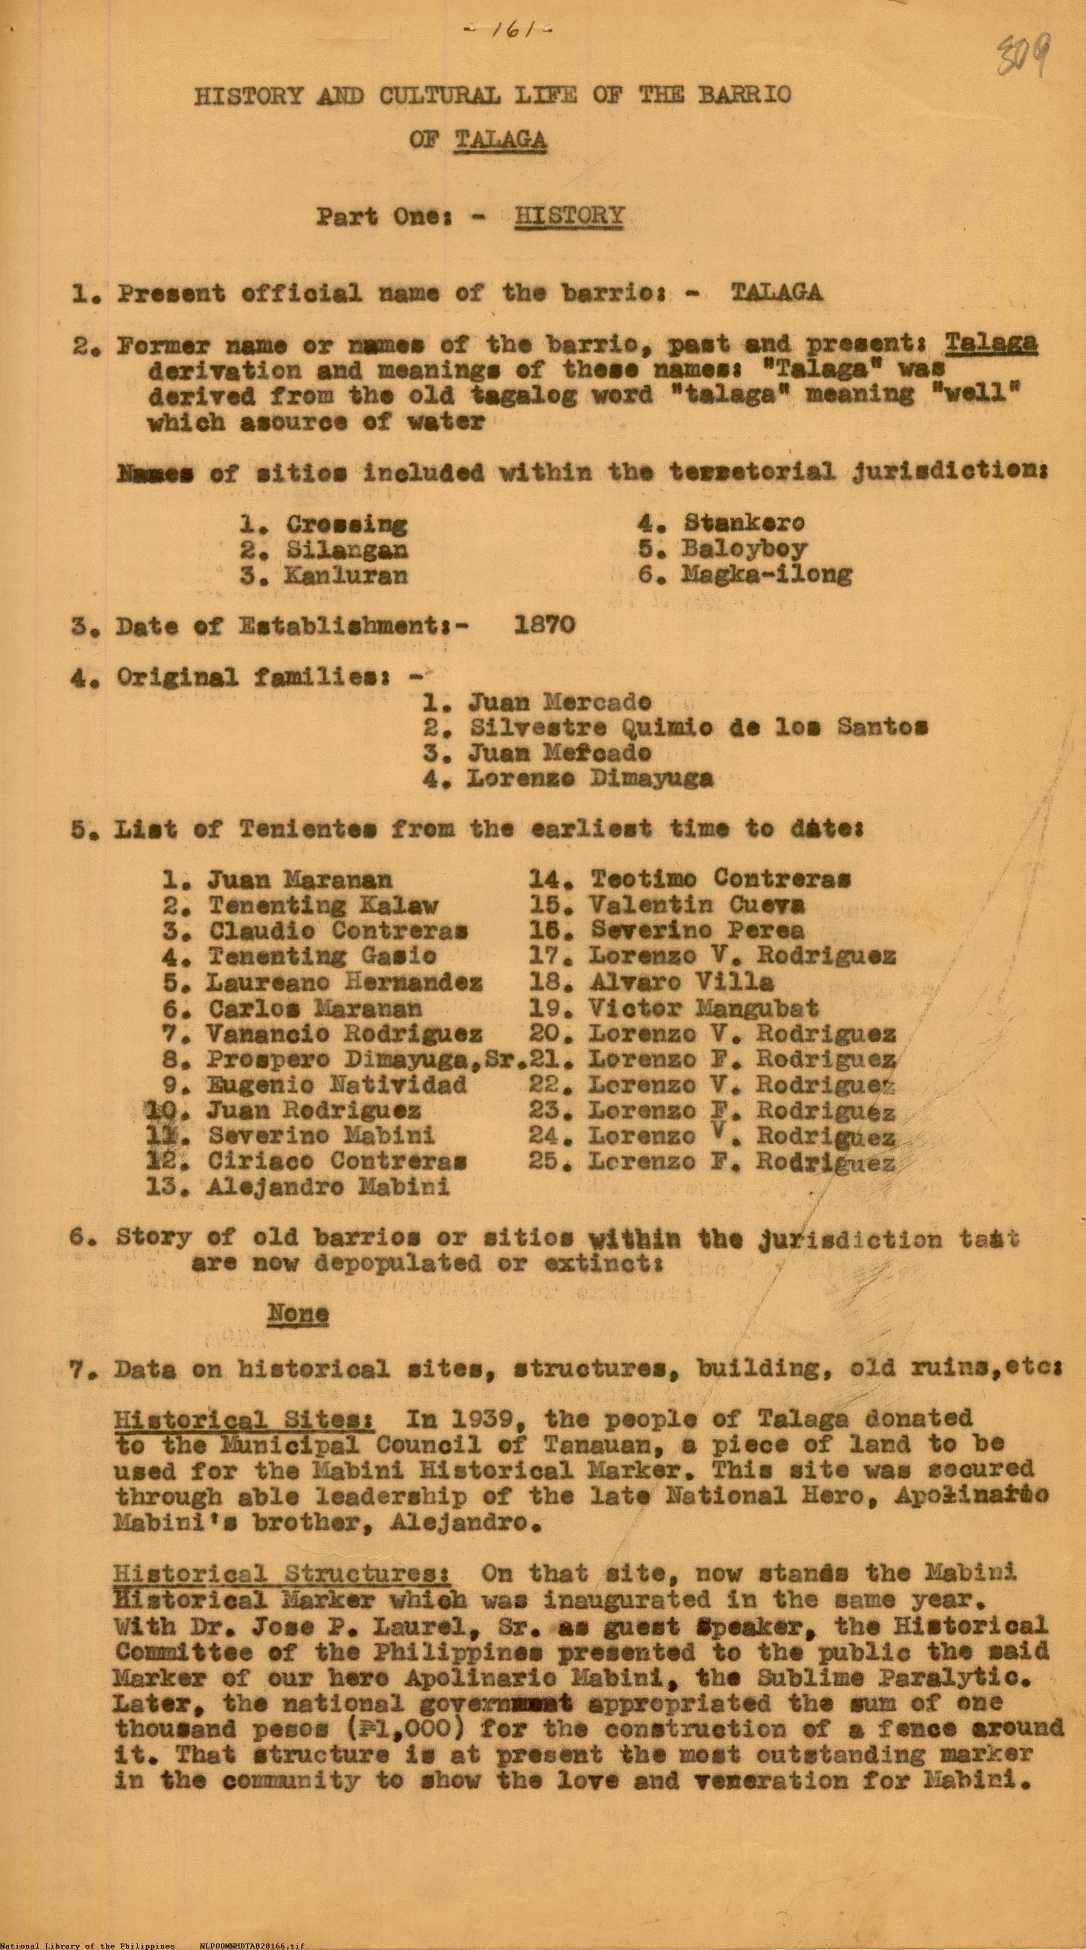 - 161 -
309
HISTORY AND CULTURAL LIFE OF THE BARRIO
OF TALAGA
Part One: - HISTORY
1. Present official name of the barrio: - TALAGA
2. Former name or names of the barrio, past and present: Talaga
derivation and meanings of these names: "Talaga" was
derived from the old tagalog word "talaga" meaning "well"
which asource of water
Names of sitios included within the terretorial jurisdiction:
1. Crossing 4. Stankero
2. Silangan 5. Baloyboy
3. Kanluran 6. Magka-ilong
3. Date of Establishment:- 1870
4. Original families: -
1. Juan Mercado
2. Silvestre Quimio de los Santos
3. Juan Mercado
4. Lorenzo Dimayuga
5. List of Tenientes from the earliest time to date:
1. Juan Maranan 14. Teotimo Contreras
2. Tenenting Kalaw 15. Valentin Cueva
3. Claudio Contreras 16. Severino Perea
4. Tenenting Gasio 17. Lorenzo V. Rodriguez
5. Laureano Hernandez 18. Alvaro Villa
6. Carlos Maranan 19. Victor Mangubat
7. Vanancio Rodriguez 20. Lorenzo V. Rodriguez
8. Prospero Dimayuga,Sr.21. Lorenzo F. Rodriguez
9. Eugenio Natividad 22. Lorenzo V. Rodriguez
10. Juan Rodriguez 23. Lorenzo F. Rodriguez
11. Severino Mabini 24. Lorenzo V. Rodriguez
12. Ciriaco Contreras 25. Lorenzo F. Rodriguez
13. Alejandro Mabini
6. Story of old barrios or sitios within the jurisdiction taht
are now depopulated or extinct:
None
7. Data on historical sites, structures, building, old ruins,etc:
Historical Sites: In 1939, the people of Talaga donated
to the Municipal Council of Tanauan, a piece of land to be
used for the Mabini Historical Marker. This site was secured
through able leadership of the late National Hero, Apolinario
Mabini's brother, Alejandro.
Historical Structures: On that site, now stands the Mabini
Historical Marker which was inaugurated in the same year.
With Dr. Jose P. Laurel, Sr. as guest Speaker, the Historical
Committee of the Philippines presented to the public the said
Marker of our hero Apolinario Mabini, the Sublime Paralytic.
Later, the national government appropriated the sum of one
thousand pesos (₱1,000) for the construction of a fence around
it. That structure is at present the most outstanding marker
in the community to show the love and veneration for Mabini.
National Library of the Philippines NLPOOMNHDTAB20166.tif